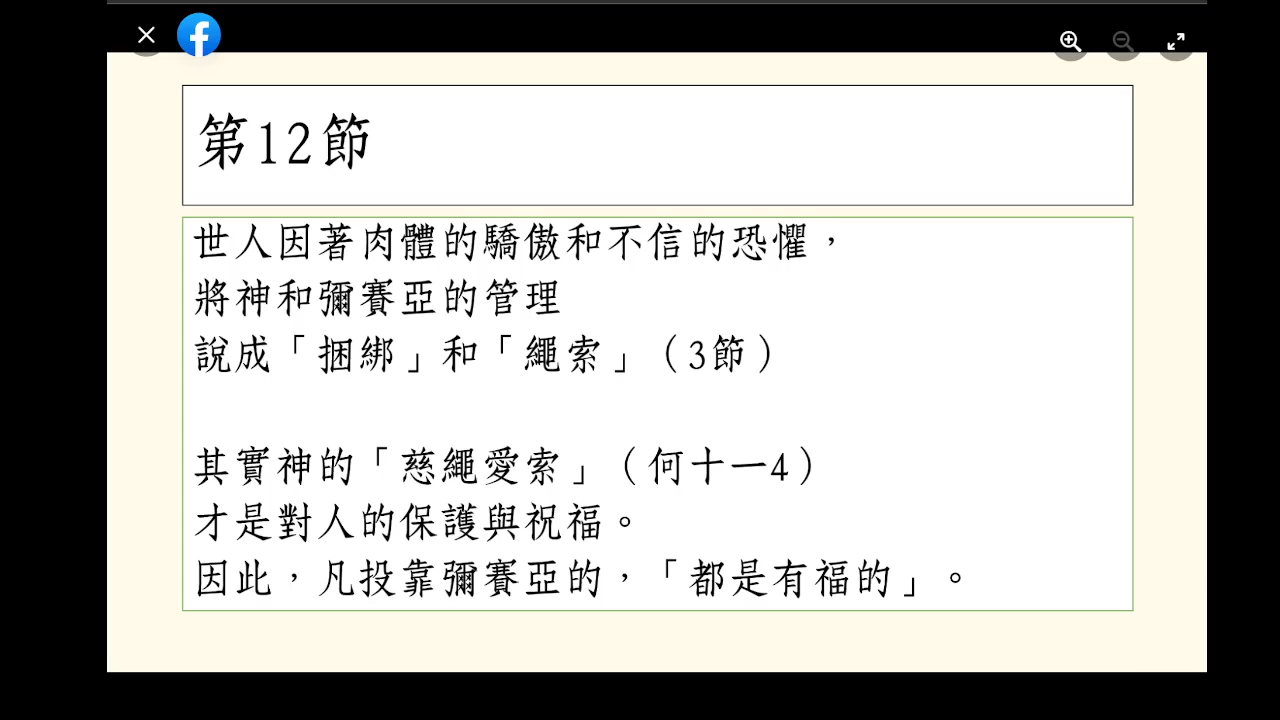 第12節
世人因著肉體的驕傲和不信的恐懼，
將神和彌賽亞的管理
說成「捆綁」和「繩索」（3節）
其實神的「慈繩愛索」（何十一4）
才是對人的保護與祝福。
因此，凡投靠彌賽亞的，「都是有福的」。